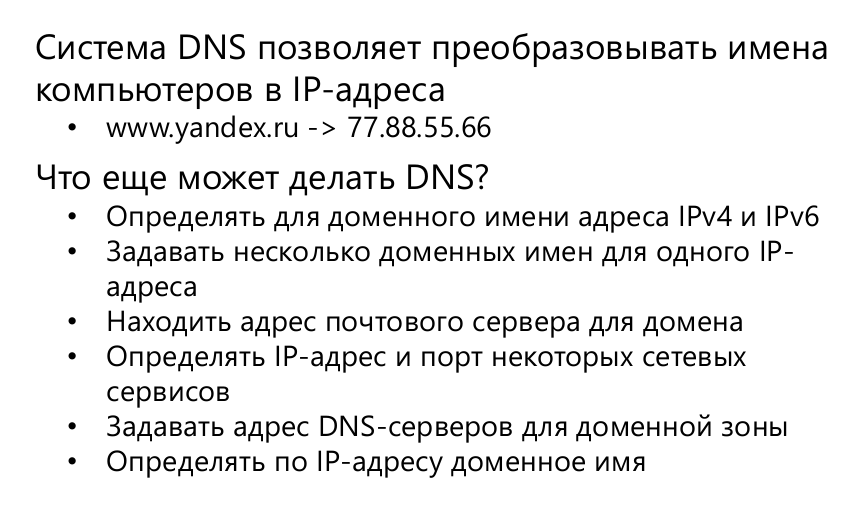 Система DNS позволяет преобразовывать имена
компьютеров в IP-адреса
• www.yandex.ru -> 77.88.55.66
Что еще может делать DNS?
• Определять для доменного имени адреса IPv4 и IPv6
• Задавать несколько доменных имен для одного IP-
адреса
• Находить адрес почтового сервера для домена
• Определять IP-адрес и порт некоторых сетевых
сервисов
• Задавать адрес DNS-серверов для доменной зоны
• Определять по IP-адресу доменное имя